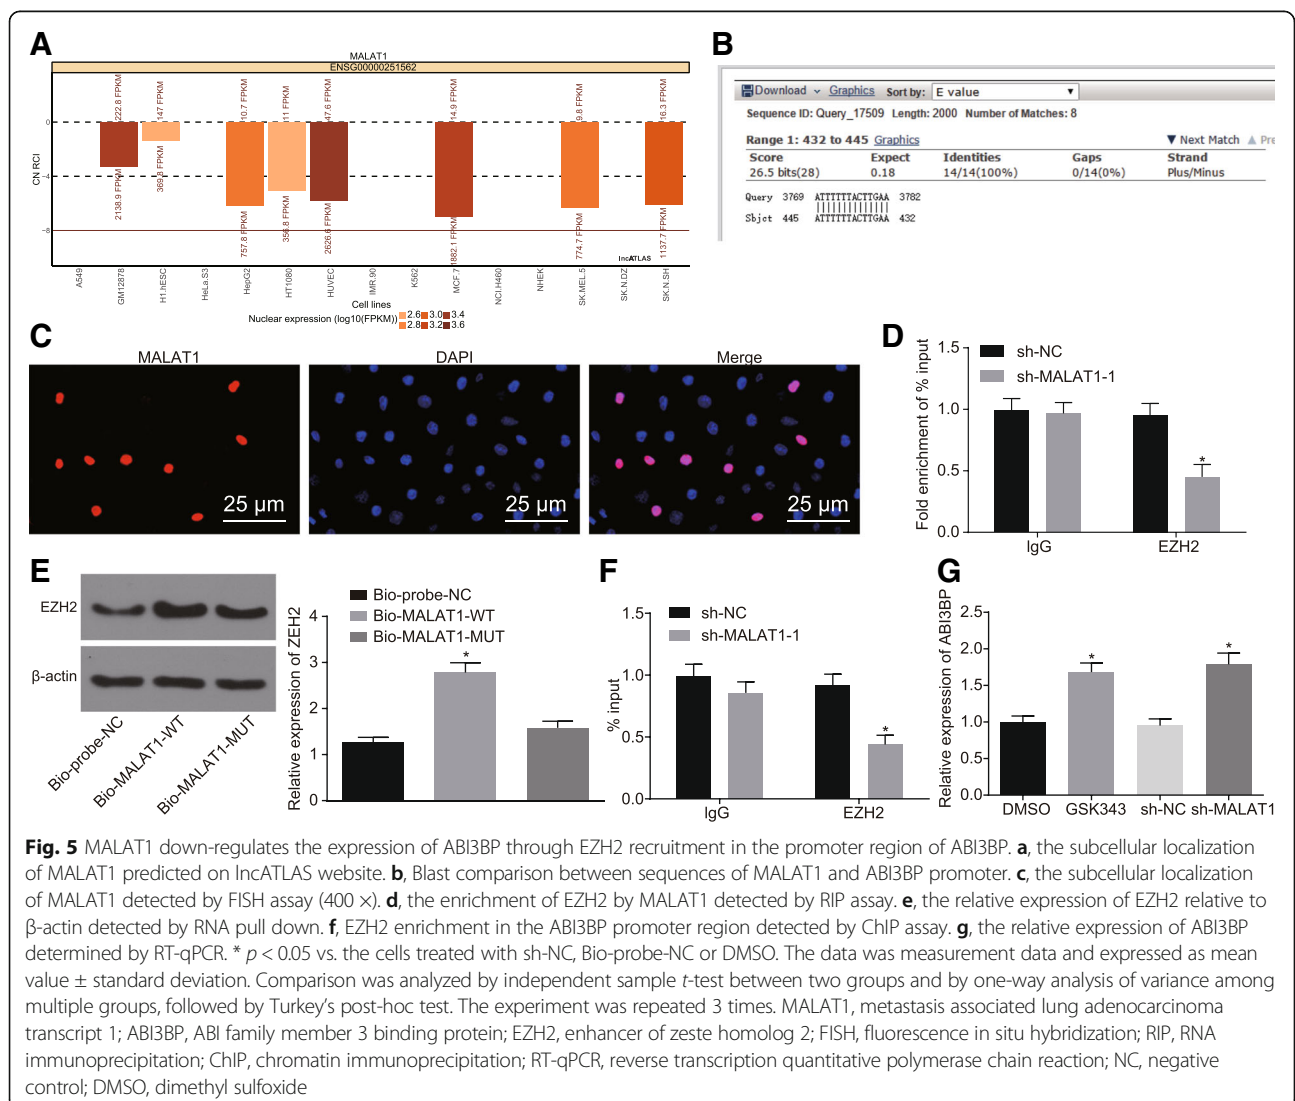 A
MALAT1
ENSG00000251562
222.8 FPKM
147 FPKM
10.7 FPKM
11 FPKM
47.6 FPKM
14.9 FPKM
9.8 FPKM
16.3 FPKM
CN RCI
0
−4
−8
2138.9 FPKM
369.8 FPKM
757.8 FPKM
356.8 FPKM
2626.6 FPKM
1882.1 FPKM
774.7 FPKM
1137.7 FPKM
lncATLAS
A549
GM12878
H1.hESC
HeLa.S3
HepG2
HT1080
HUVEC
IMR.90
K562
MCF.7
NCI.H460
NHEK
SK.MEL.5
SK.N.DZ
SK.N.SH
Cell lines
Nuclear expression (log10(FPKM)) 2.6 3.0 3.4
2.8 3.2 3.6
B
Download Graphics Sort by: E value
Sequence ID: Query_17509 Length: 2000 Number of Matches: 8
Range 1: 432 to 445 Graphics Next Match Pre
Score Expect Identities Gaps Strand
26.5 bits(28) 0.18 14/14(100%) 0/14(0%) Plus/Minus
Query 3769 ATTTTTTACTTGAA 3782
Sbjct 445 ATTTTTTACTTGAA 432
C
MALAT1 DAPI Merge
25 μm 25 μm 25 μm
D
sh-NC
sh-MALAT1-1
Fold enrichment of % input
1.5
1.0
0.5
0.0
*
IgG EZH2
E
EZH2
β-actin
Bio-probe-NC
Bio-MALAT1-WT
Bio-MALAT1-MUT
Bio-probe-NC
Bio-MALAT1-WT
Bio-MALAT1-MUT
Relative expression of ZEH2
4
3
2
1
0
*
F
sh-NC
sh-MALAT1-1
% input
1.5
1.0
0.5
0.0
*
IgG EZH2
G
Relative expression of ABI3BP
2.5
2.0
1.5
1.0
0.5
0.0
*
*
DMSO GSK343 sh-NC sh-MALAT1
Fig. 5 MALAT1 down-regulates the expression of ABI3BP through EZH2 recruitment in the promoter region of ABI3BP. a, the subcellular localization
of MALAT1 predicted on lncATLAS website. b, Blast comparison between sequences of MALAT1 and ABI3BP promoter. c, the subcellular localization
of MALAT1 detected by FISH assay (400 ×). d, the enrichment of EZH2 by MALAT1 detected by RIP assay. e, the relative expression of EZH2 relative to
β-actin detected by RNA pull down. f, EZH2 enrichment in the ABI3BP promoter region detected by ChIP assay. g, the relative expression of ABI3BP
determined by RT-qPCR. * p < 0.05 vs. the cells treated with sh-NC, Bio-probe-NC or DMSO. The data was measurement data and expressed as mean
value ± standard deviation. Comparison was analyzed by independent sample t-test between two groups and by one-way analysis of variance among
multiple groups, followed by Turkey's post-hoc test. The experiment was repeated 3 times. MALAT1, metastasis associated lung adenocarcinoma
transcript 1; ABI3BP, ABI family member 3 binding protein; EZH2, enhancer of zeste homolog 2; FISH, fluorescence in situ hybridization; RIP, RNA
immunoprecipitation; ChIP, chromatin immunoprecipitation; RT-qPCR, reverse transcription quantitative polymerase chain reaction; NC, negative
control; DMSO, dimethyl sulfoxide